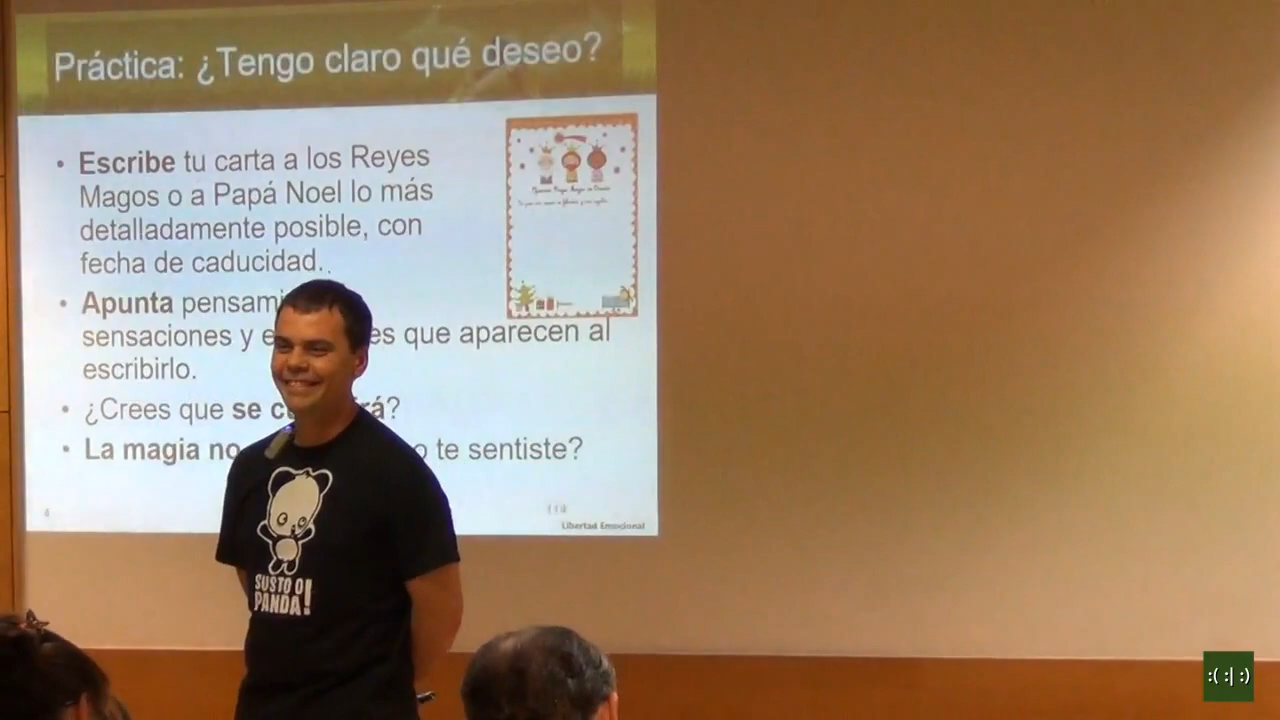 Práctica: ¿Tengo claro qué deseo?
• Escribe tu carta a los Reyes
Magos o a Papá Noel lo más
detalladamente posible, con
fecha de caducidad..
• Apunta
sensaciones y que aparecen al
escribirlo.
• ¿Crees que se
• La magia no te sentiste?
Libertad Emocional
SUSTO O
PANDA!
:( :| :)